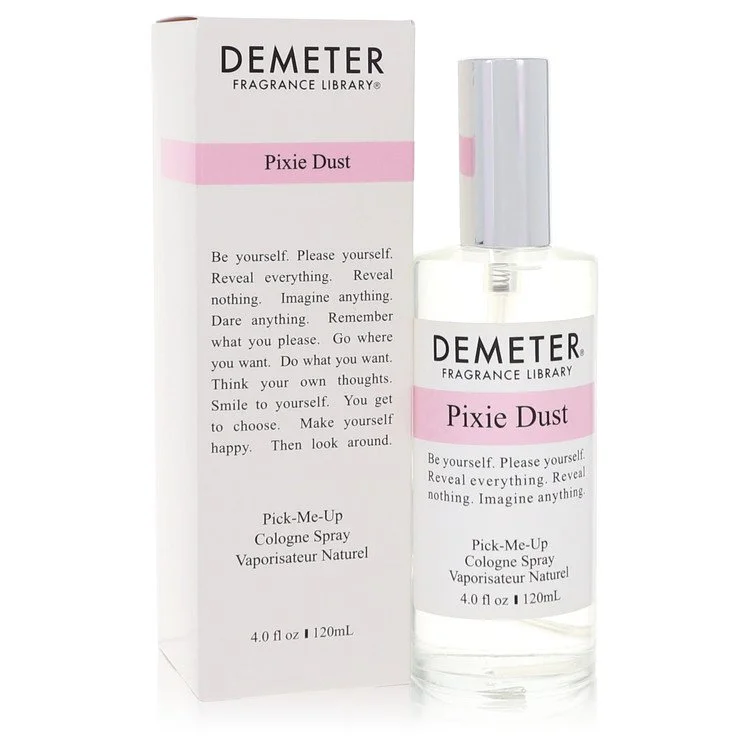 DEMETER
FRAGRANCE LIBRARY®
Pixie Dust
Be yourself. Please yourself.
Reveal everything. Reveal
nothing. Imagine anything.
Dare anything. Remember
what you please. Go where
you want. Do what you want.
Think your own thoughts.
Smile to yourself. You get
to choose. Make yourself
happy. Then look around.
Pick-Me-Up
Cologne Spray
Vaporisateur Naturel
4.0 fl oz ▮ 120mL
DEMETER®
FRAGRANCE LIBRARY
Pixie Dust
Be yourself. Please yourself.
Reveal everything. Reveal
nothing. Imagine anything.
Pick-Me-Up
Cologne Spray
Vaporisateur Naturel
4.0 fl oz ▮ 120mL